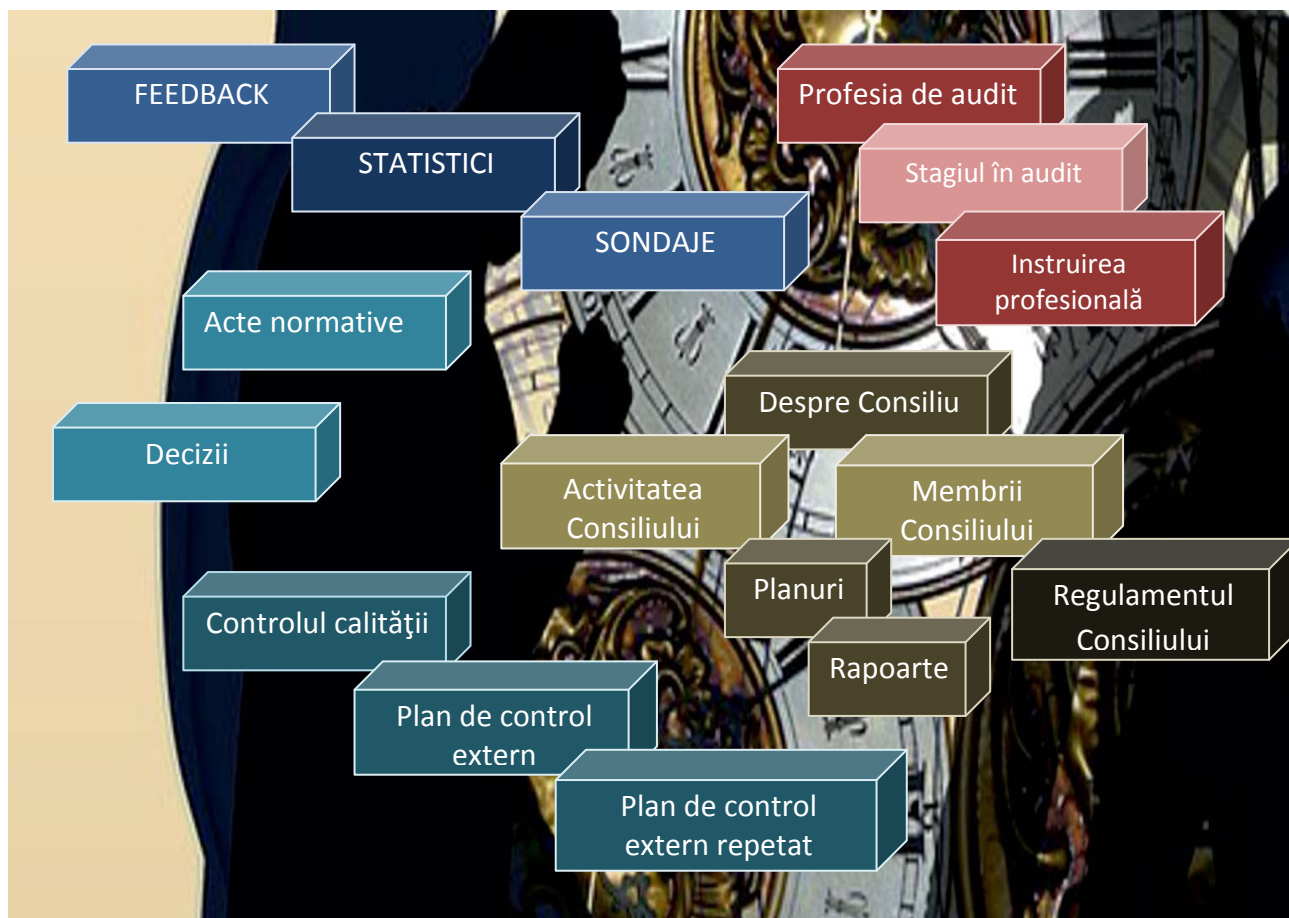 FEEDBACK
STATISTICI
SONDAJE
Profesia de audit
Stagiul în audit
Instruirea
profesională
Acte normative
Decizii
Despre Consiliu
Activitatea
Consiliului
Membrii
Consiliului
Planuri
Rapoarte
Regulamentul
Consiliului
Controlul calităţii
Plan de control
extern
Plan de control
extern repetat